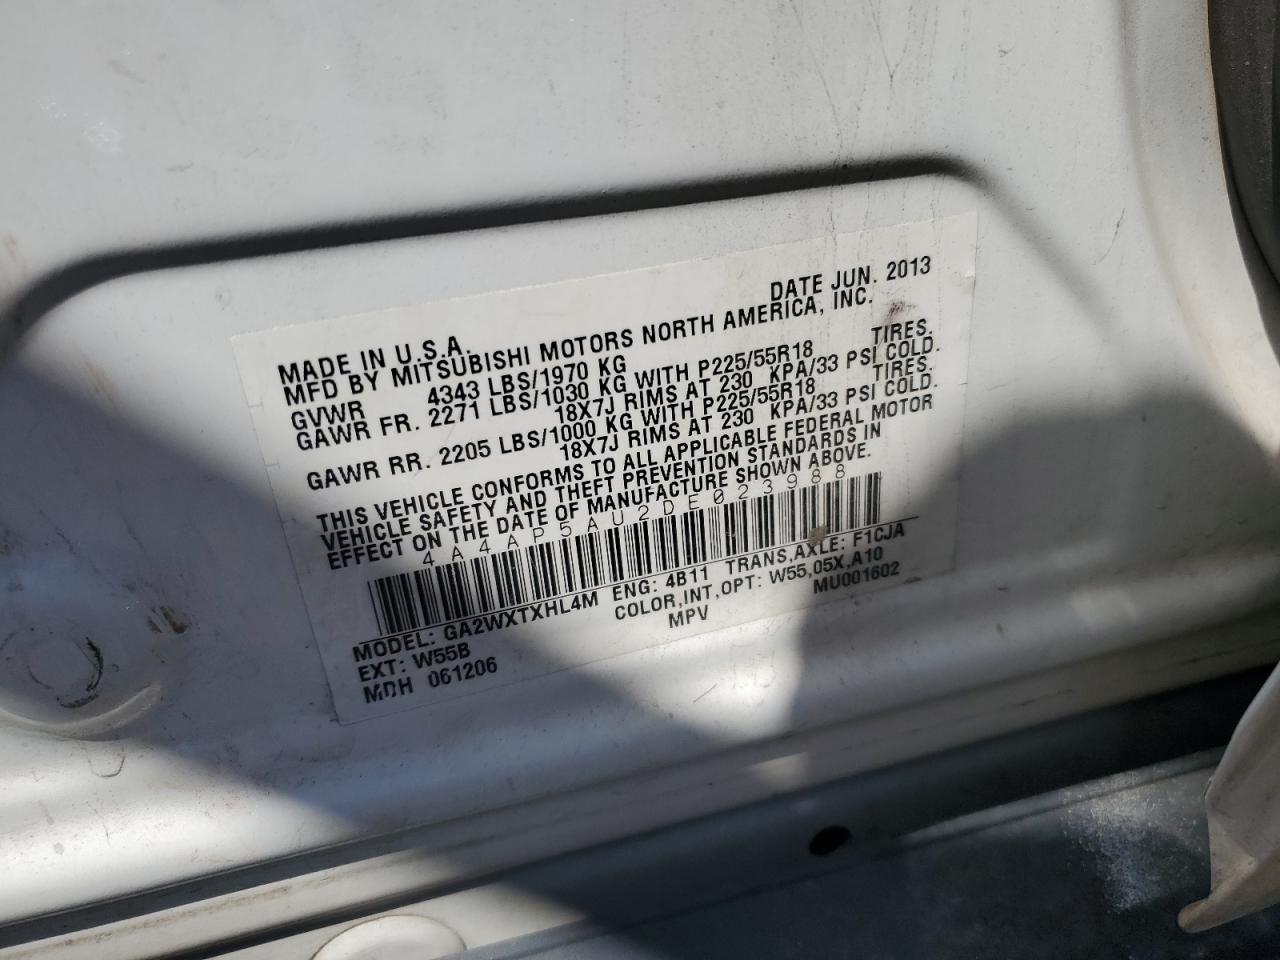 DATE JUN. 2013
MADE IN U.S.A.
MFD BY MITSUBISHI MOTORS NORTH AMERICA, INC.
GVWR 4343 LBS/1970 KG
GAWR FR. 2271 LBS/1030 KG WITH P225/55R18 TIRES.
18X7J RIMS AT 230 KPA/33 PSI COLD.
GAWR RR. 2205 LBS/1000 KG WITH P225/55R18 TIRES.
18X7J RIMS AT 230 KPA/33 PSI COLD.
THIS VEHICLE CONFORMS TO ALL APPLICABLE FEDERAL MOTOR
VEHICLE SAFETY AND THEFT PREVENTION STANDARDS IN
EFFECT ON THE DATE OF MANUFACTURE SHOWN ABOVE.
4A4AP5AU2DE023988
MODEL: GA2WXTXHL4M ENG: 4B11 TRANS,AXLE: F1CJA
EXT: W55B COLOR,INT,OPT: W55,05X,A10
MDH 061206 MPV MU001602